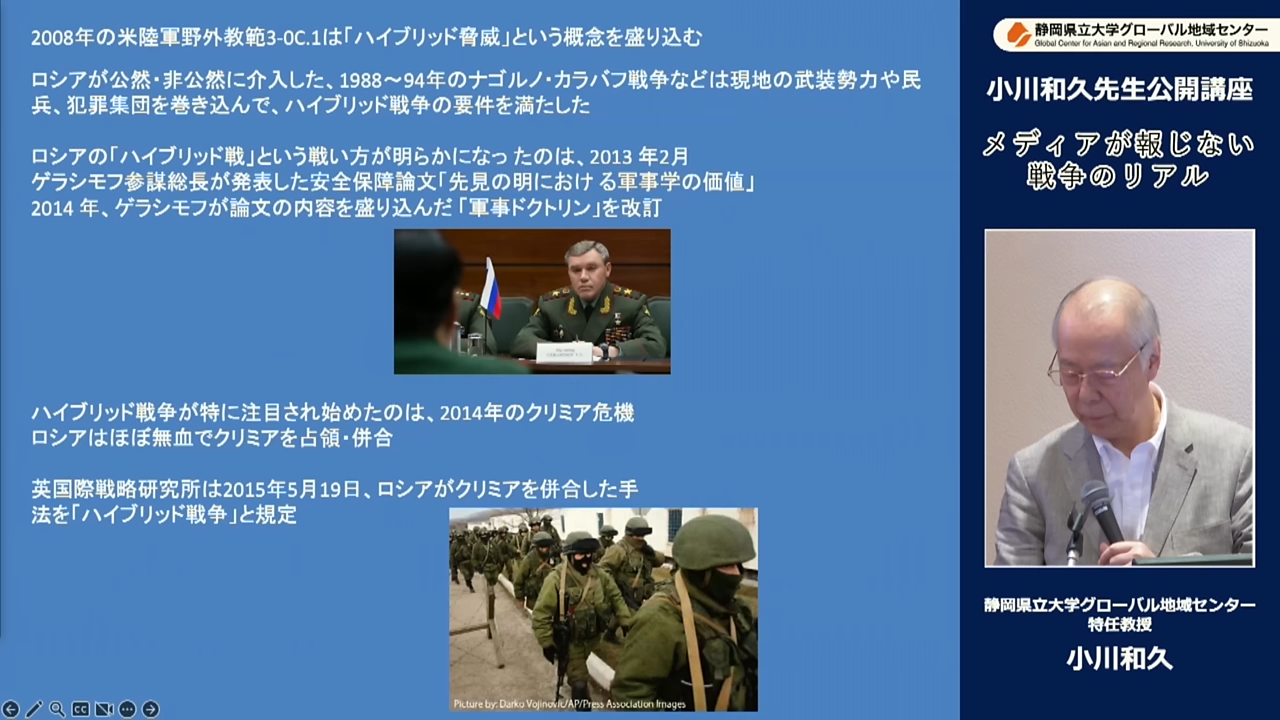 2008年の米陸軍野外教範3-0C.1は「ハイブリッド脅威」という概念を盛り込む
ロシアが公然・非公然に介入した、1988～94年のナゴルノ・カラバフ戦争などは現地の武装勢力や民
兵、犯罪集団を巻き込んで、ハイブリッド戦争の要件を満たした
ロシアの「ハイブリッド戦」という戦い方が明らかになったのは、2013 年2月
ゲラシモフ参謀総長が発表した安全保障論文「先見の明における軍事学の価値」
2014 年、ゲラシモフが論文の内容を盛り込んだ「軍事ドクトリン」を改訂
ハイブリッド戦争が特に注目され始めたのは、2014年のクリミア危機
ロシアはほぼ無血でクリミアを占領・併合
英国際戦略研究所は2015年5月19日、ロシアがクリミアを併合した手
法を「ハイブリッド戦争」と規定
Picture by: Darko Vojinovic/AP/Press Association Images
静岡県立大学グローバル地域センター
Global Center for Asian and Regional Research, University of Shizuoka
小川和久先生公開講座
メディアが報じない
戦争のリアル
静岡県立大学グローバル地域センター
特任教授
小川和久